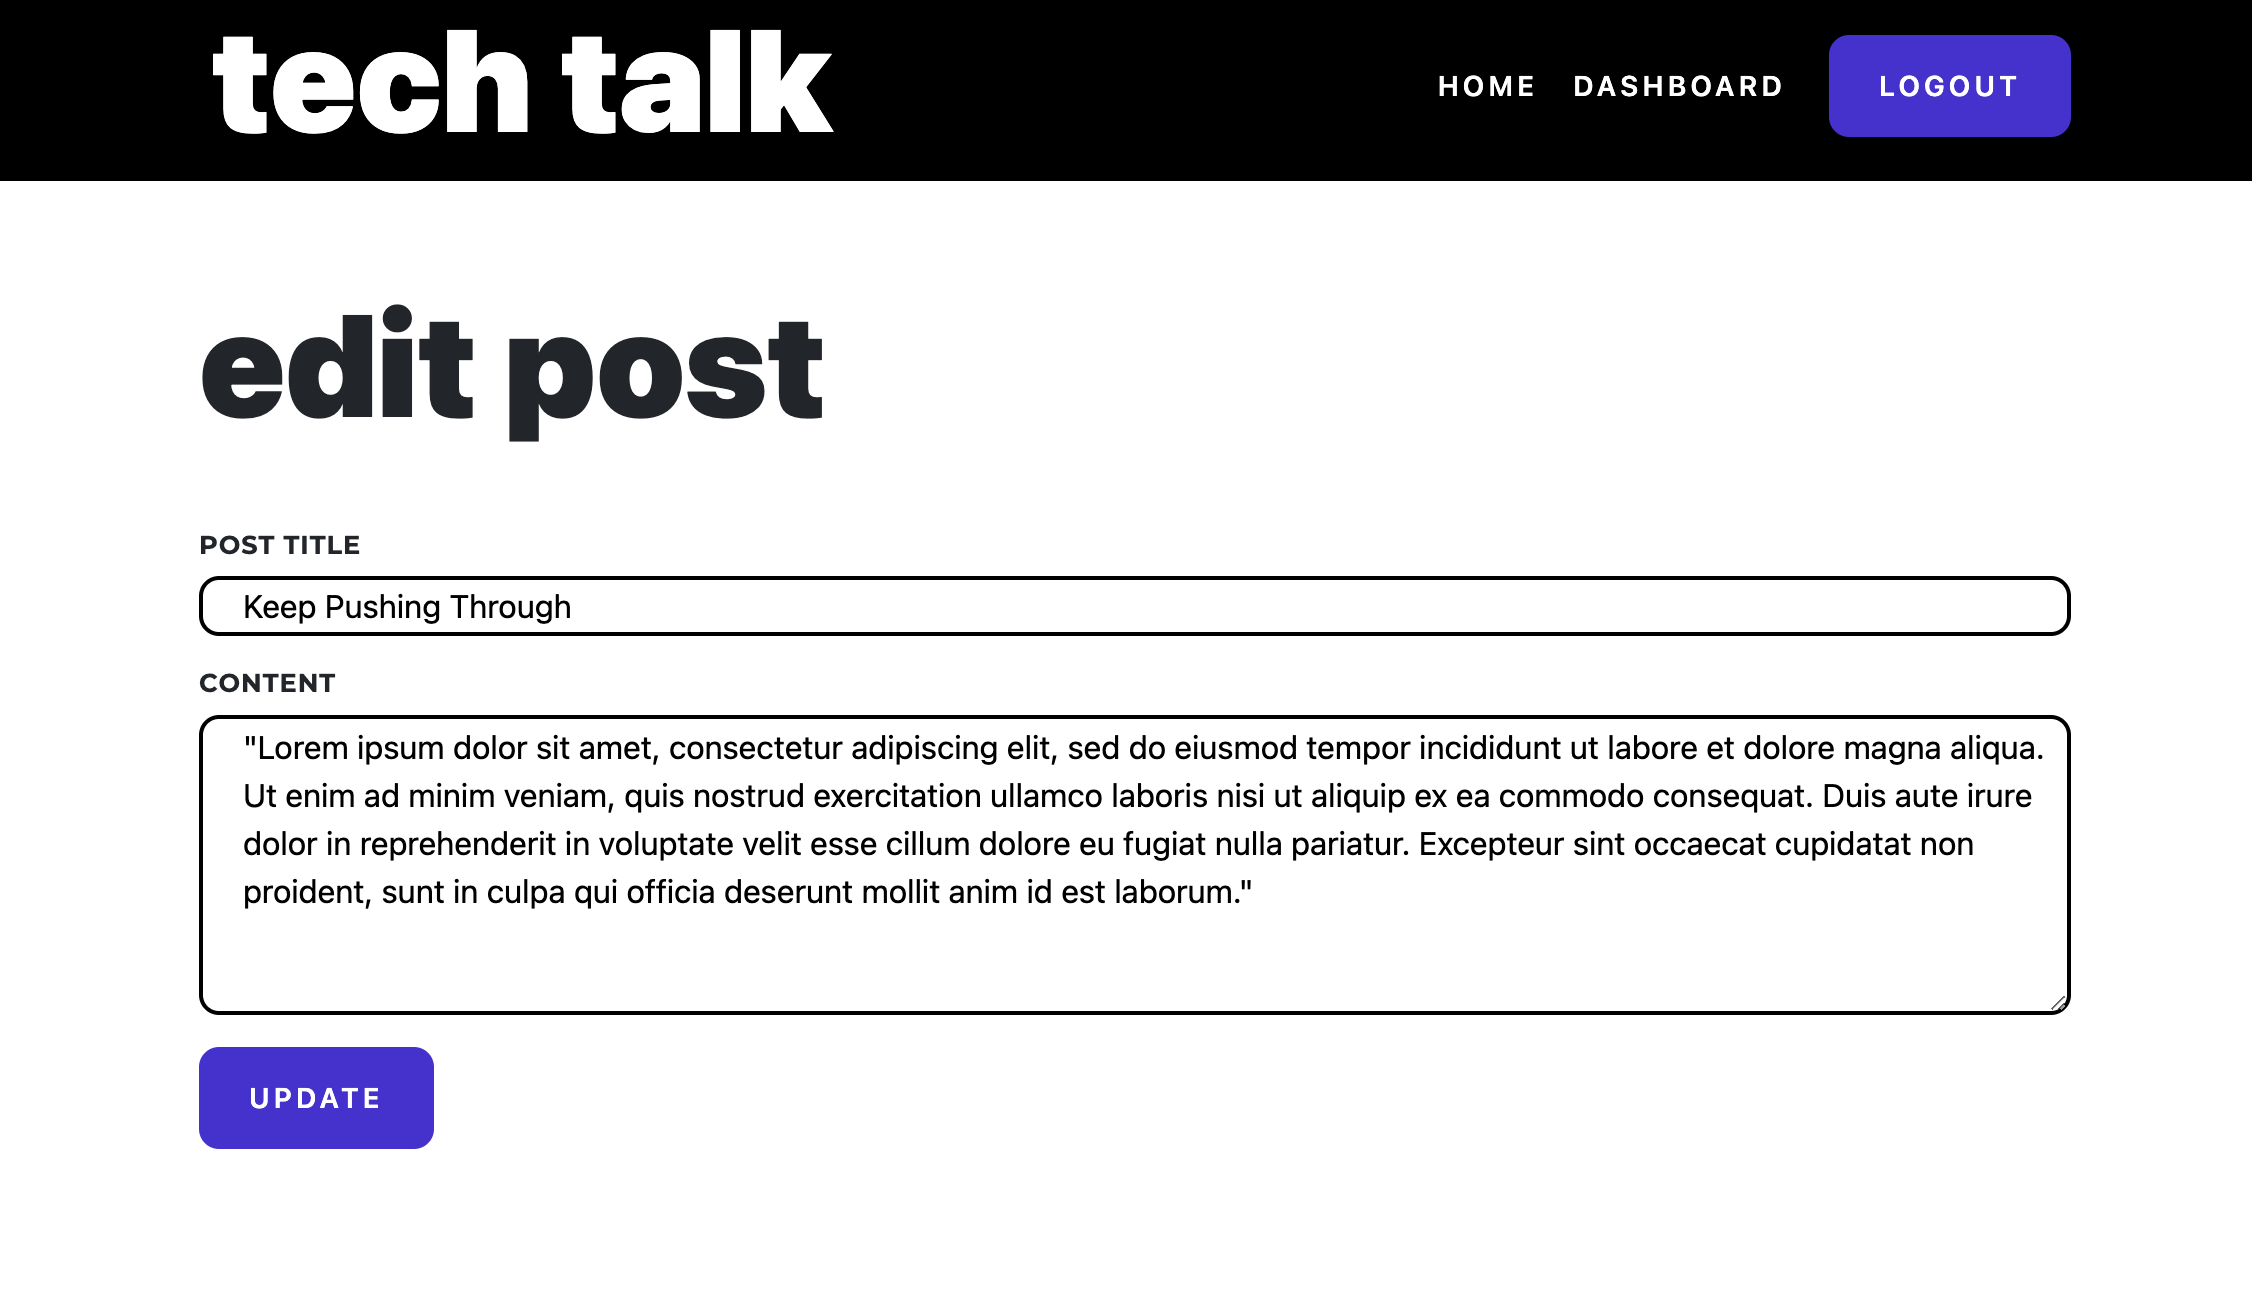 tech talk
HOME DASHBOARD LOGOUT
edit post
POST TITLE
Keep Pushing Through
CONTENT
"Lorem ipsum dolor sit amet, consectetur adipiscing elit, sed do eiusmod tempor incididunt ut labore et dolore magna aliqua.
Ut enim ad minim veniam, quis nostrud exercitation ullamco laboris nisi ut aliquip ex ea commodo consequat. Duis aute irure
dolor in reprehenderit in voluptate velit esse cillum dolore eu fugiat nulla pariatur. Excepteur sint occaecat cupidatat non
proident, sunt in culpa qui officia deserunt mollit anim id est laborum."
UPDATE